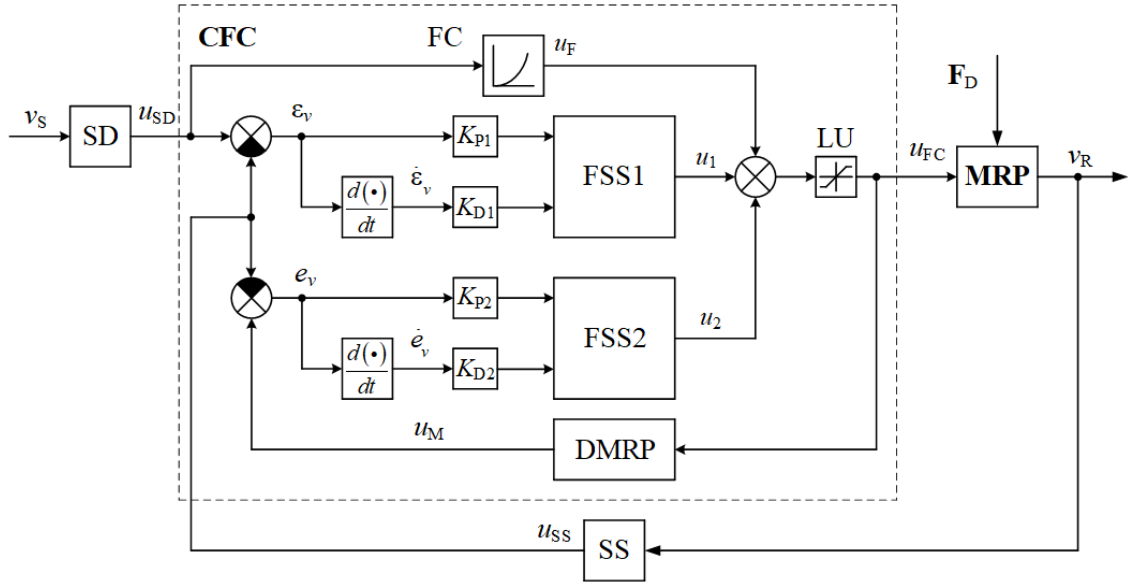 CFC
FC
u_F
F_D
v_S
SD
u_SD
ε_v
K_P1
FSS1
u_1
LU
u_FC
MRP
v_R
d(•)
dt
ε̇_v
K_D1
e_v
K_P2
FSS2
u_2
d(•)
dt
ė_v
K_D2
u_M
DMRP
u_SS
SS